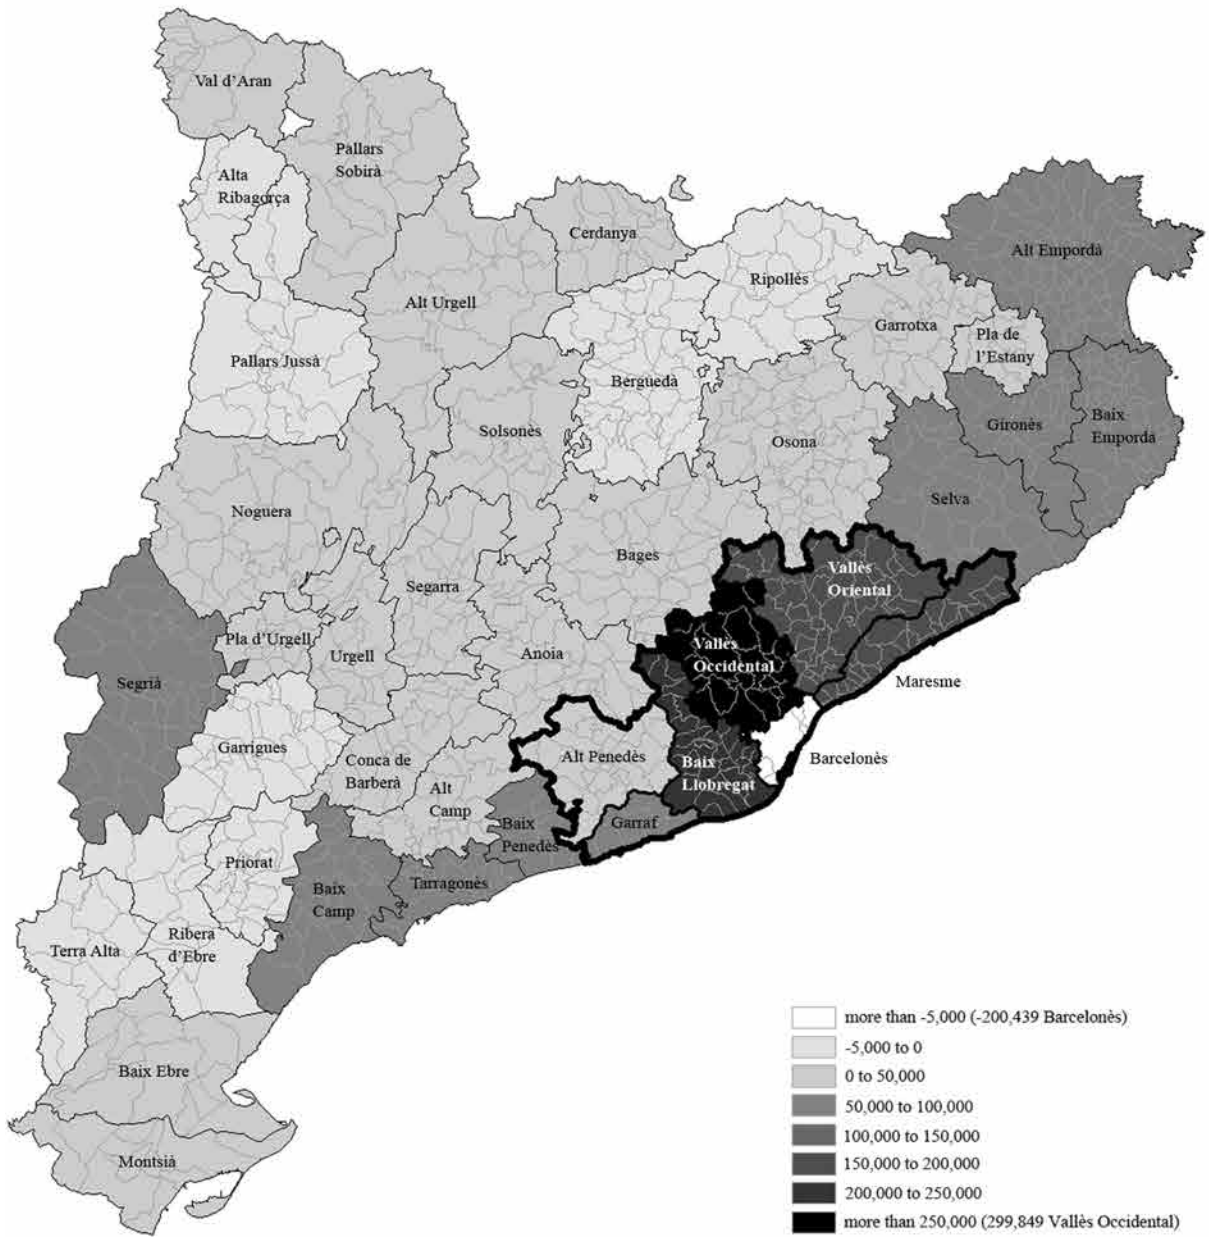 Val d’Aran
Pallars
Sobirà
Alta
Ribagorça
Cerdanya
Alt Empordà
Ripollès
Alt Urgell
Garrotxa
Pla de
l’Estany
Pallars Jussà
Berguedà
Solsonès
Osona
Gironès
Baix
Empordà
Noguera
Selva
Bages
Vallès
Oriental
Segarra
Pla d’Urgell
Urgell
Anoia
Vallès
Occidental
Segrià
Maresme
Garrigues
Conca de
Barberà
Alt Penedès
Baix
Llobregat
Barcelonès
Alt
Camp
Baix
Penedès
Garraf
Priorat
Baix
Camp
Tarragonès
Terra Alta
Ribera
d’Ebre
Baix Ebre
Montsià
more than -5,000 (-200,439 Barcelonès)
-5,000 to 0
0 to 50,000
50,000 to 100,000
100,000 to 150,000
150,000 to 200,000
200,000 to 250,000
more than 250,000 (299,849 Vallès Occidental)